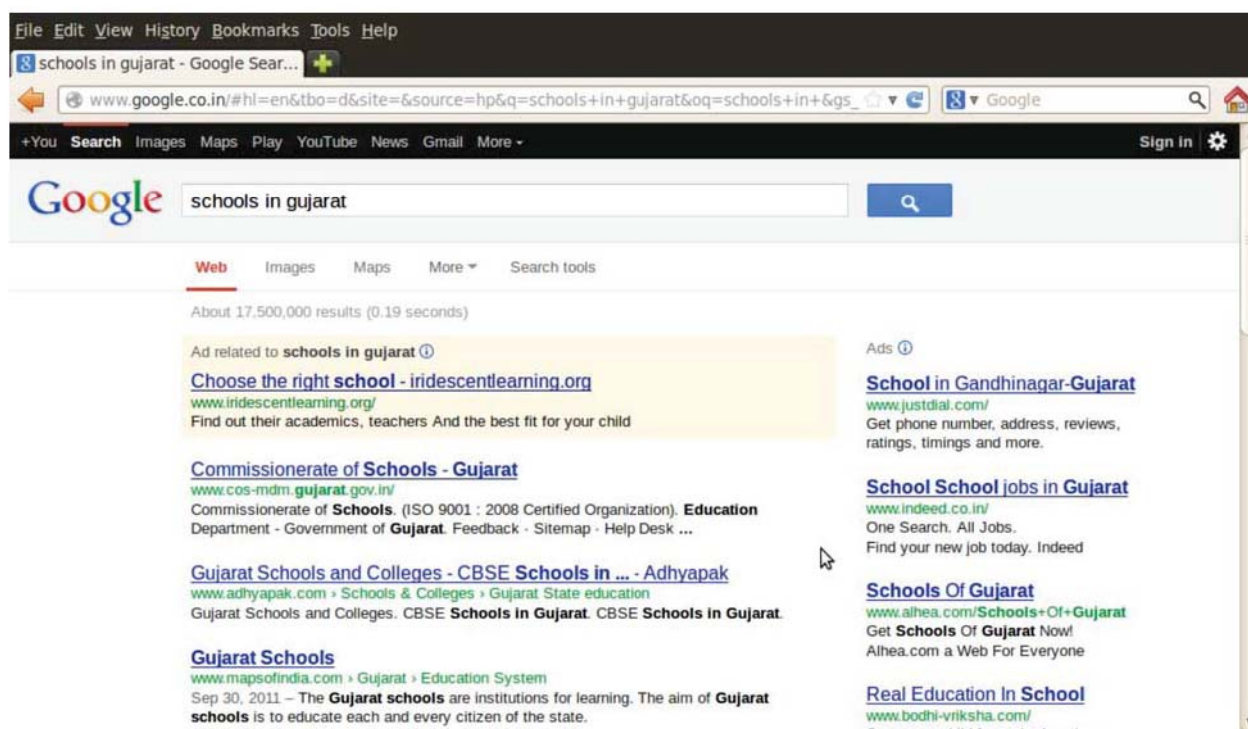 File Edit View History Bookmarks Tools Help
schools in gujarat - Google Sear...
www.google.co.in/#hl=en&tbo=d&site=&source=hp&q=schools+in+gujarat&oq=schools+in+&gs_
Google
+You Search Images Maps Play YouTube News Gmail More
Sign in
Google
schools in gujarat
Web Images Maps More Search tools
About 17,500,000 results (0.19 seconds)
Ad related to schools in gujarat
Choose the right school - iridescentlearning.org
www.iridescentlearning.org/
Find out their academics, teachers And the best fit for your child
Commissionerate of Schools - Gujarat
www.cos-mdm.gujarat.gov.in/
Commissionerate of Schools. (ISO 9001 : 2008 Certified Organization). Education
Department - Government of Gujarat. Feedback - Sitemap - Help Desk ...
Gujarat Schools and Colleges - CBSE Schools in ... - Adhyapak
www.adhyapak.com › Schools & Colleges › Gujarat State education
Gujarat Schools and Colleges. CBSE Schools in Gujarat. CBSE Schools in Gujarat.
Gujarat Schools
www.mapsofindia.com › Gujarat › Education System
Sep 30, 2011 – The Gujarat schools are institutions for learning. The aim of Gujarat
schools is to educate each and every citizen of the state.
Ads
School in Gandhinagar-Gujarat
www.justdial.com/
Get phone number, address, reviews,
ratings, timings and more.
School School jobs in Gujarat
www.indeed.co.in/
One Search. All Jobs.
Find your new job today. Indeed
Schools Of Gujarat
www.alhea.com/Schools+Of+Gujarat
Get Schools Of Gujarat Now!
Alhea.com a Web For Everyone
Real Education In School
www.bodhi-vriksha.com/